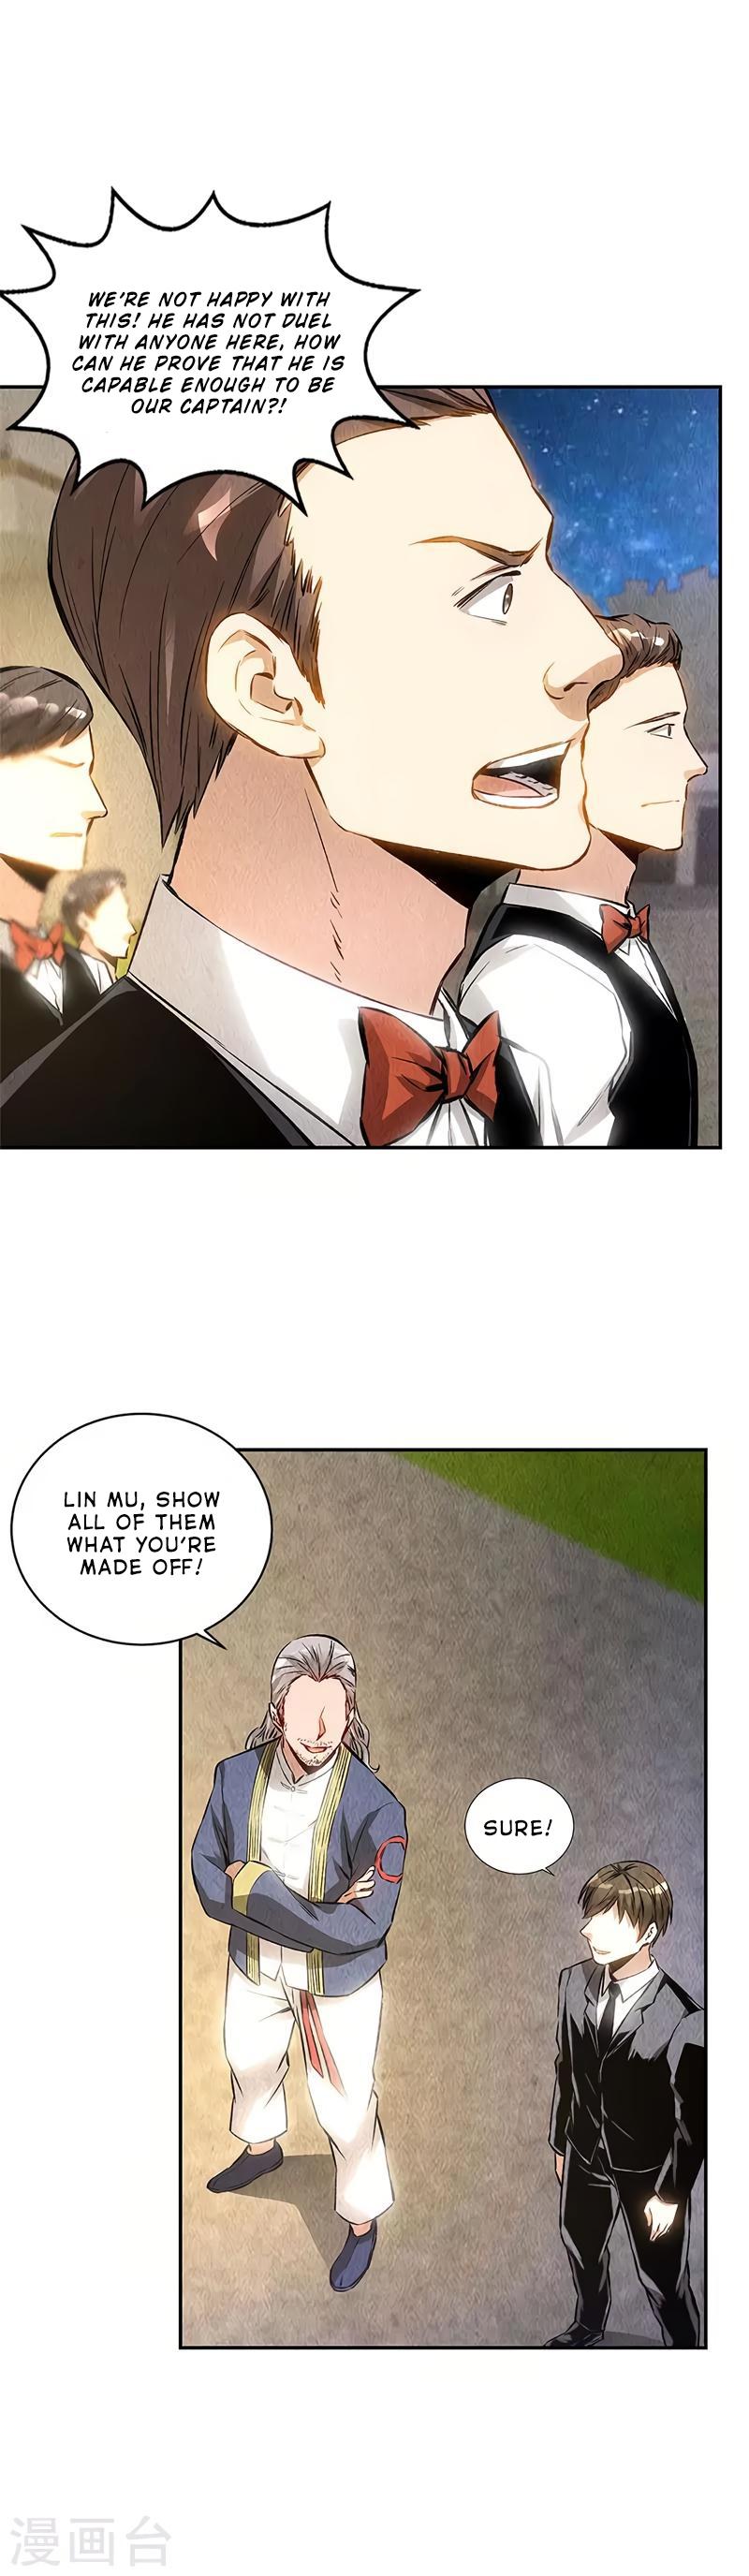 WE'RE NOT HAPPY WITH
THIS! HE HAS NOT DUEL
WITH ANYONE HERE, HOW
CAN HE PROVE THAT HE IS
CAPABLE ENOUGH TO BE
OUR CAPTAIN?!
LIN MU, SHOW
ALL OF THEM
WHAT YOU'RE
MADE OFF!
SURE!
漫画台